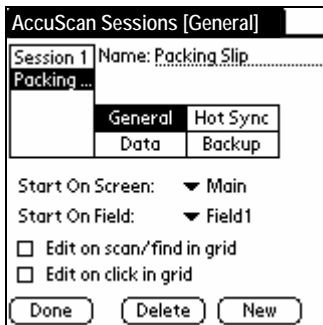 AccuScan Sessions [General]
Session 1 Name: Packing Slip
Packing ...
General Hot Sync
Data Backup
Start On Screen: Main
Start On Field: Field1
Edit on scan/find in grid
Edit on click in grid
Done Delete New